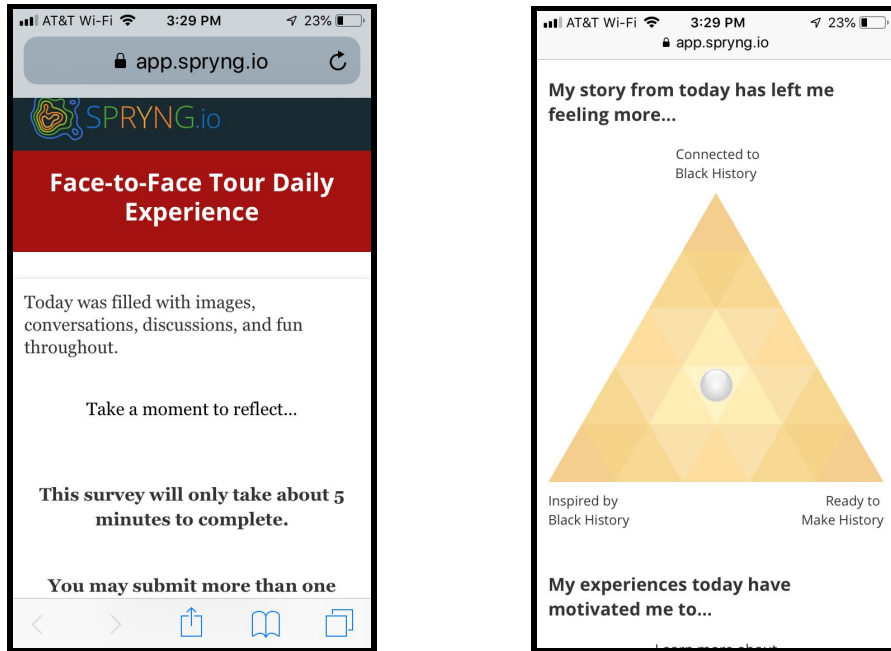 AT&T Wi-Fi 3:29 PM 23%
app.spryng.io
SPRYNG.io
Face-to-Face Tour Daily
Experience
Today was filled with images,
conversations, discussions, and fun
throughout.
Take a moment to reflect...
This survey will only take about 5
minutes to complete.
You may submit more than one
AT&T Wi-Fi 3:29 PM 23%
app.spryng.io
My story from today has left me
feeling more...
Connected to
Black History
Inspired by
Black History
Ready to
Make History
My experiences today have
motivated me to...
Learn more about